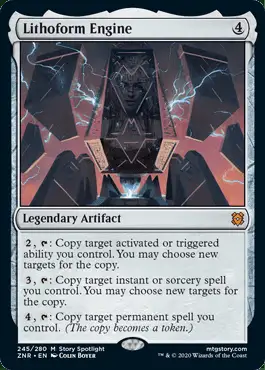 Lithoform Engine 4
Legendary Artifact
2, T: Copy target activated or triggered
ability you control. You may choose new
targets for the copy.
3, T: Copy target instant or sorcery spell
you control. You may choose new targets for
the copy.
4, T: Copy target permanent spell you
control. (The copy becomes a token.)
245/280 M Story Spotlight
ZNR • EN Colin Boyer
mtgstory.com
™ & © 2020 Wizards of the Coast